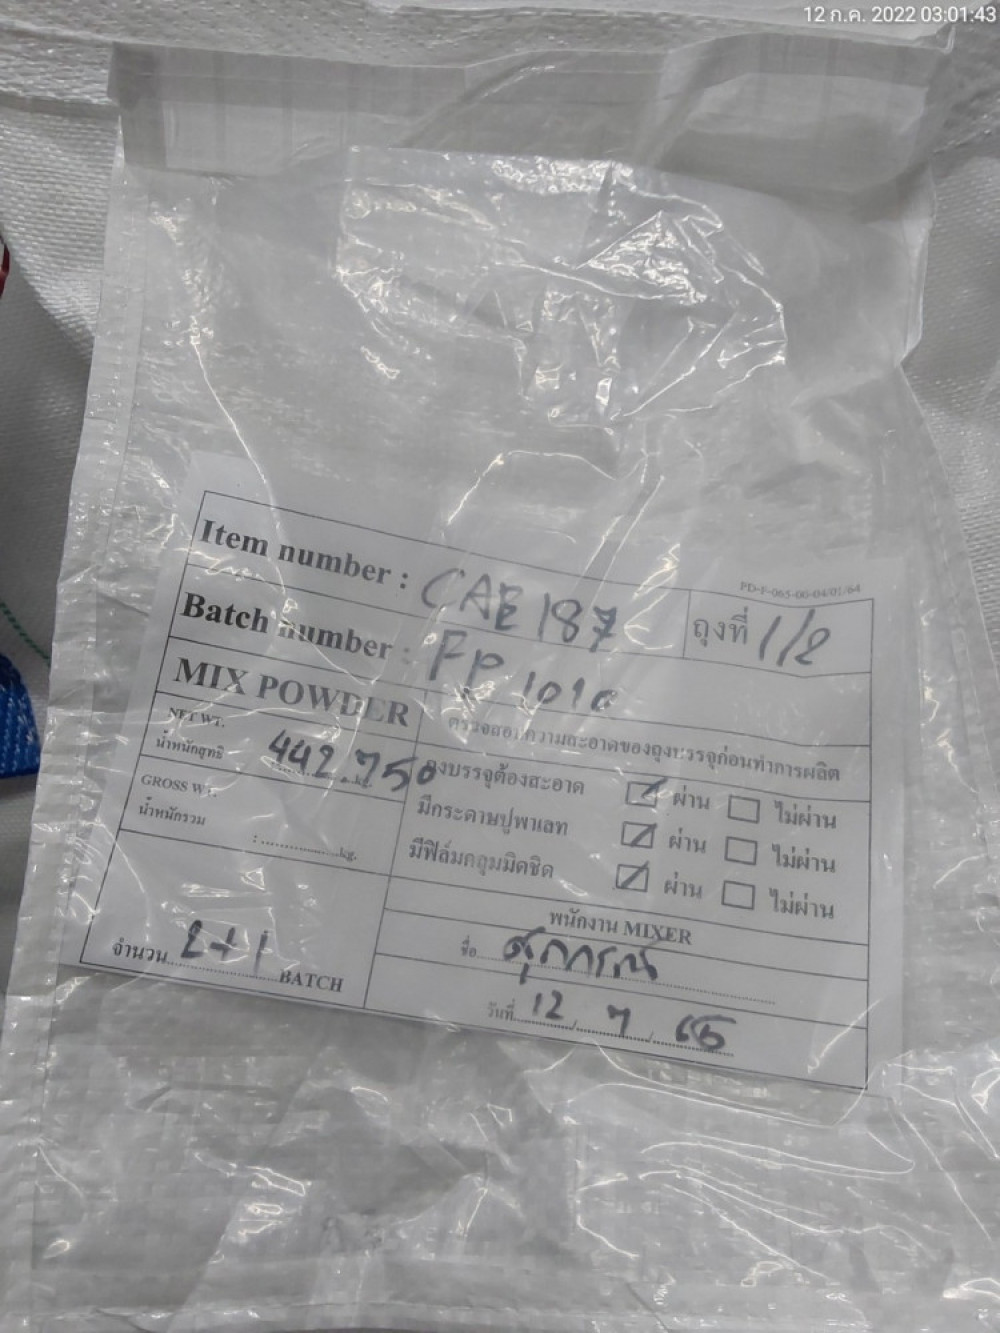 12 ก.ค. 2022 03:01:43
PD-F-065-00-04/01/64
Item number : CAE187
ถุงที่ 1/2
Batch number : FP 1010
MIX POWDER
ตรวจสอบความสะอาดของถุงบรรจุก่อนทำการผลิต
NET WT.
น้ำหนักสุทธิ 442.750 kg.
ถุงบรรจุต้องสะอาด ผ่าน ไม่ผ่าน
มีกระดาษปูพาเลท ผ่าน ไม่ผ่าน
มีฟิล์มคลุมมิดชิด ผ่าน ไม่ผ่าน
GROSS WT.
น้ำหนักรวม :....................kg.
พนักงาน MIXER
จำนวน 2+1 BATCH
ชื่อ
วันที่ 12 / 7 / 65